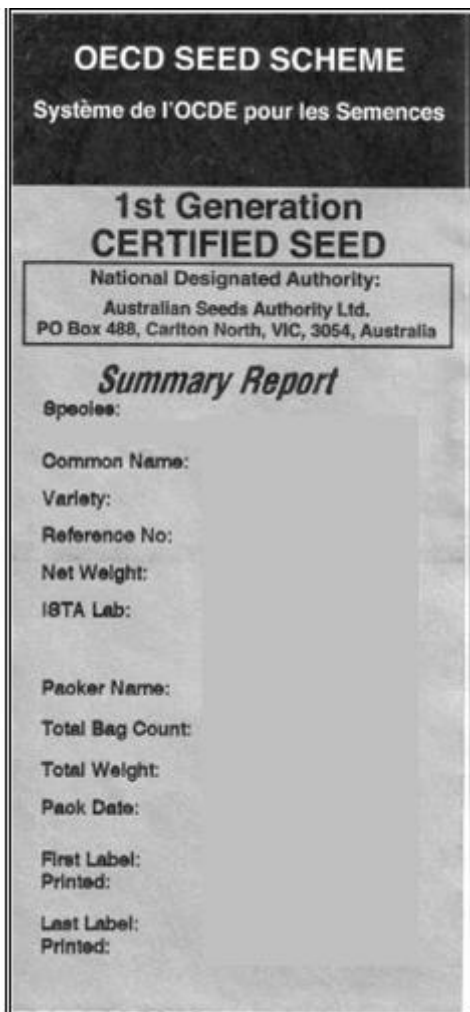 OECD SEED SCHEME
Système de l'OCDE pour les Semences
1st Generation
CERTIFIED SEED
National Designated Authority:
Australian Seeds Authority Ltd.
PO Box 488, Carlton North, VIC, 3054, Australia
Summary Report
Species:
Common Name:
Variety:
Reference No:
Net Weight:
ISTA Lab:
Packer Name:
Total Bag Count:
Total Weight:
Pack Date:
First Label:
Printed:
Last Label:
Printed: